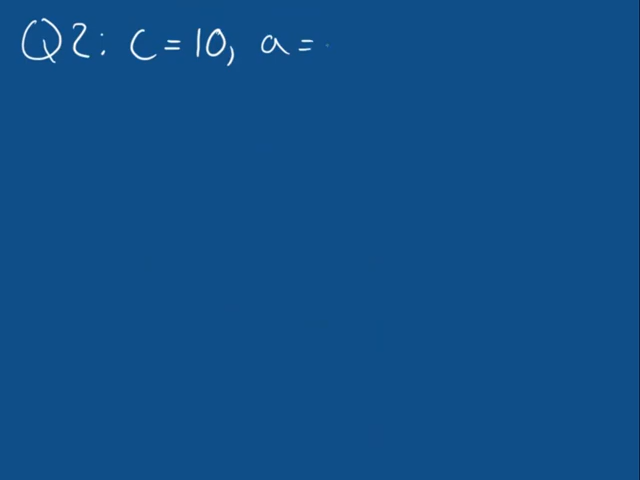 Q2: c = 10, a =